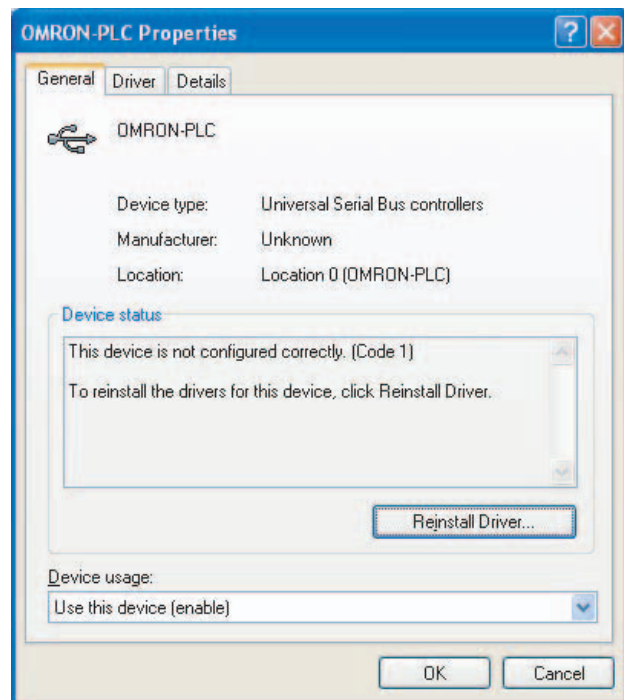 OMRON-PLC Properties
General Driver Details
OMRON-PLC
Device type: Universal Serial Bus controllers
Manufacturer: Unknown
Location: Location 0 (OMRON-PLC)
Device status
This device is not configured correctly. (Code 1)
To reinstall the drivers for this device, click Reinstall Driver.
Reinstall Driver...
Device usage:
Use this device (enable)
OK Cancel